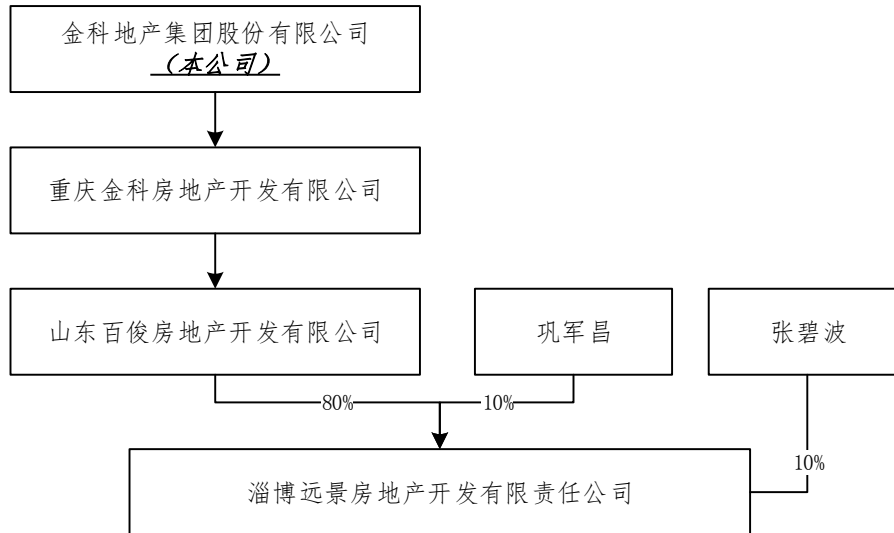 金科地产集团股份有限公司
（本公司）
重庆金科房地产开发有限公司
山东百俊房地产开发有限公司
巩军昌
张碧波
80%
10%
10%
淄博远景房地产开发有限责任公司